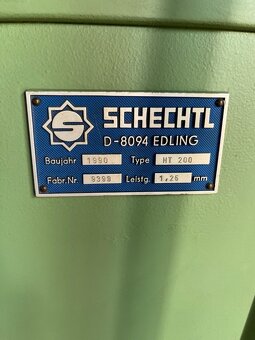 SCHECHTL
D-8094 EDLING
Baujahr 1990 Type HT 200
Fabr.Nr. 9399 Leistg. 1,25 mm